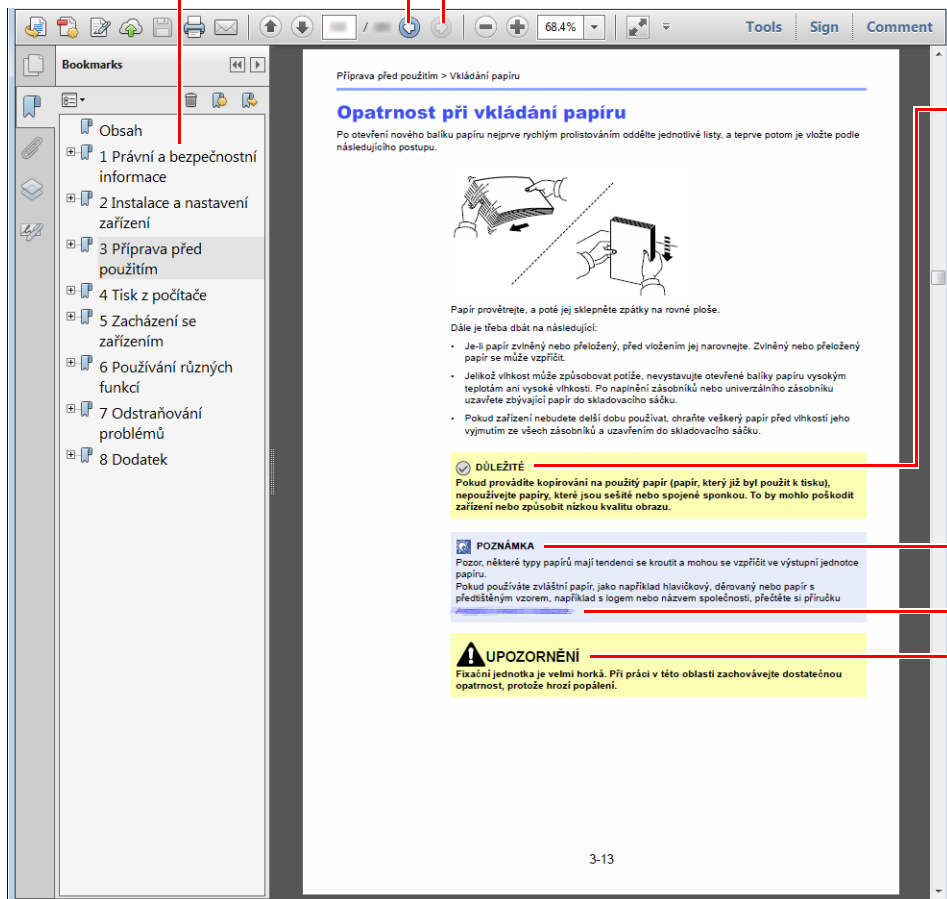 /
68.4%
Tools
Sign
Comment
Bookmarks
Obsah
1 Právní a bezpečnostní
informace
2 Instalace a nastavení
zařízení
3 Příprava před
použitím
4 Tisk z počítače
5 Zacházení se
zařízením
6 Používání různých
funkcí
7 Odstraňování
problémů
8 Dodatek
Příprava před použitím > Vkládání papíru
Opatrnost při vkládání papíru
Po otevření nového balíku papíru nejprve rychlým prolistováním oddělte jednotlivé listy, a teprve potom je vložte podle
následujícího postupu.
Papír provětrejte, a poté jej sklepněte zpátky na rovné ploše.
Dále je třeba dbát na následující:
• Je-li papír zvlněný nebo přeložený, před vložením jej narovnejte. Zvlněný nebo přeložený
papír se může vzpříčit.
• Jelikož vlhkost může způsobovat potíže, nevystavujte otevřené balíky papíru vysokým
teplotám ani vysoké vlhkosti. Po naplnění zásobníků nebo univerzálního zásobníku
uzavřete zbývající papír do skladovacího sáčku.
• Pokud zařízení nebudete delší dobu používat, chraňte veškerý papír před vlhkostí jeho
vyjmutím ze všech zásobníků a uzavřením do skladovacího sáčku.
DŮLEŽITÉ
Pokud provádíte kopírování na použitý papír (papír, který již byl použit k tisku),
nepoužívejte papíry, které jsou sešité nebo spojené sponkou. To by mohlo poškodit
zařízení nebo způsobit nízkou kvalitu obrazu.
POZNÁMKA
Pozor, některé typy papírů mají tendenci se kroutit a mohou se vzpříčit ve výstupní jednotce
papíru.
Pokud používáte zvláštní papír, jako například hlavičkový, děrovaný nebo papír s
předtištěným vzorem, například s logem nebo názvem společnosti, přečtěte si příručku
UPOZORNĚNÍ
Fixační jednotka je velmi horká. Při práci v této oblasti zachovávejte dostatečnou
opatrnost, protože hrozí popálení.
3-13